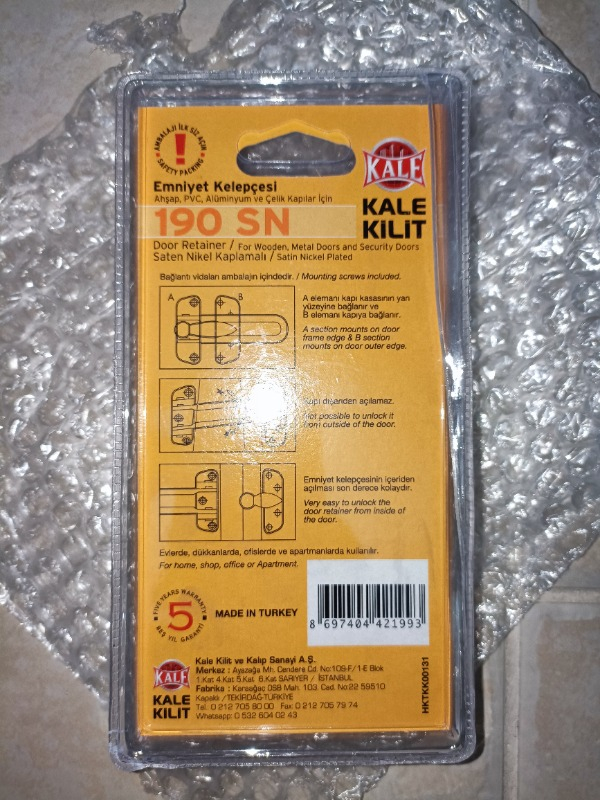 AMBALAJI İLK SİZ AÇIN
!
SAFETY PACKING
KALE
Emniyet Kelepçesi
Ahşap, PVC, Alüminyum ve Çelik Kapılar İçin
190 SN
KALE
KİLİT
Door Retainer / For Wooden, Metal Doors and Security Doors
Saten Nikel Kaplamalı / Satin Nickel Plated
Bağlantı vidaları ambalajın içindedir. / Mounting screws included.
A
B
A elemanı kapı kasasının yan
yüzeyine bağlanır ve
B elemanı kapıya bağlanır.
A section mounts on door
frame edge & B section
mounts on door outer edge.
Kapı dışarıdan açılamaz.
Not possible to unlock it
from outside of the door.
Emniyet kelepçesinin içeriden
açılması son derece kolaydır.
Very easy to unlock the
door retainer from inside of
the door.
Evlerde, dükkanlarda, ofislerde ve apartmanlarda kullanılır.
For home, shop, office or Apartment.
FIVE YEARS WARRANTY
5
BEŞ YIL GARANTİ
MADE IN TURKEY
8 697404 421993
HKTKK00131
KALE
KALE
KİLİT
Kale Kilit ve Kalıp Sanayi A.Ş.
Merkez : Ayazağa Mh. Cendere Cd. No:109-F/1-E Blok
1.Kat 4.Kat 5.Kat 6.Kat SARIYER / İSTANBUL
Fabrika : Karaağaç OSB Mah. 103. Cad. No:22 59510
Kapaklı /TEKİRDAĞ-TÜRKİYE
Tel. 0 212 705 80 00 Fax 0 212 705 79 74
Whatsapp: 0 532 604 02 43